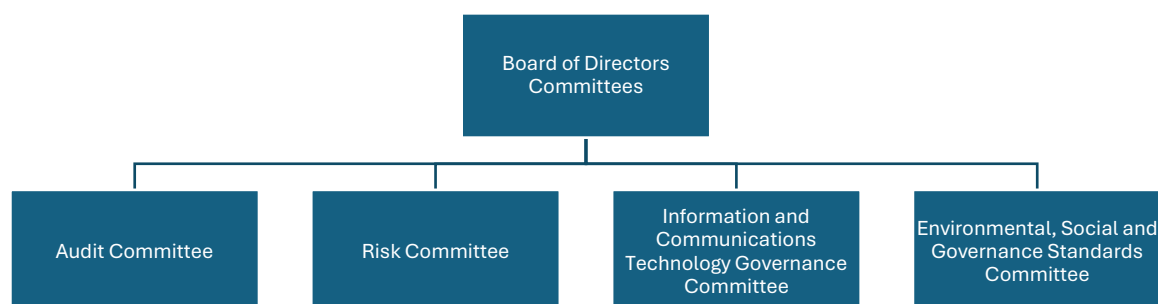 Board of Directors
Committees
Audit Committee
Risk Committee
Information and
Communications
Technology Governance
Committee
Environmental, Social and
Governance Standards
Committee